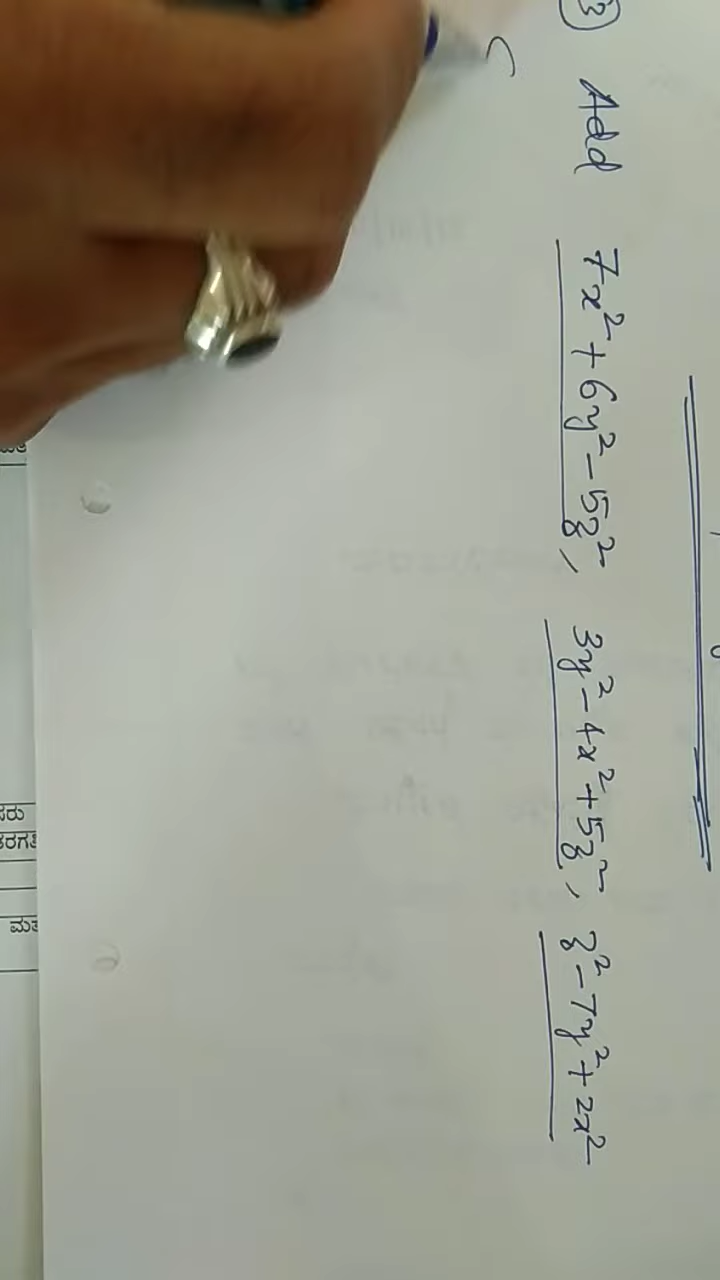 3) Add 7x² + 6y² - 5z², 3y² - 4x² + 5z², z² - 7y² + 2x²